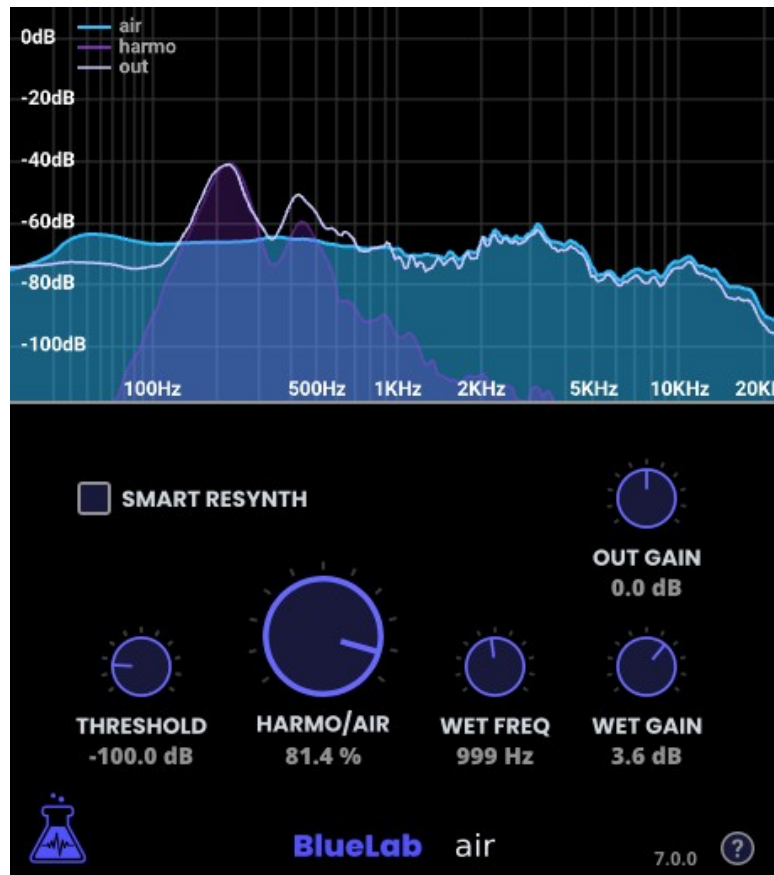 0dB
air
harmo
out
-20dB
-40dB
-60dB
-80dB
-100dB
100Hz 500Hz 1KHz 2KHz 5KHz 10KHz 20K
SMART RESYNTH
OUT GAIN
0.0 dB
THRESHOLD HARMO/AIR WET FREQ WET GAIN
-100.0 dB 81.4 % 999 Hz 3.6 dB
BlueLab air
7.0.0 ?